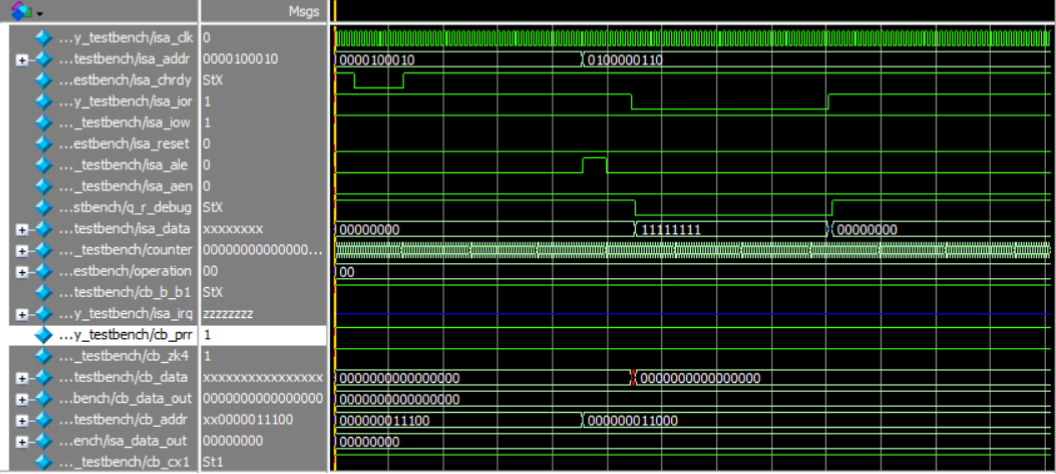 Msgs
...y_testbench/isa_clk 0
...testbench/isa_addr 0000100010 0000100010 0100000110
...estbench/isa_chrdy StX
...y_testbench/isa_ior 1
..._testbench/isa_iow 1
...estbench/isa_reset 0
..._testbench/isa_ale 0
..._testbench/isa_aen 0
...stbench/q_r_debug StX
...testbench/isa_data xxxxxxxx 00000000 11111111 00000000
..._testbench/counter 00000000000000...
...estbench/operation 00 00
...testbench/cb_b_b1 StX
...y_testbench/isa_irq zzzzzzzz
...y_testbench/cb_prr 1
..._testbench/cb_zk4 1
...testbench/cb_data xxxxxxxxxxxxxxxx 0000000000000000 0000000000000000
...bench/cb_data_out 0000000000000000 0000000000000000
...testbench/cb_addr xx0000011100 000000011100 000000011000
...ench/isa_data_out 00000000 00000000
..._testbench/cb_cx1 St1